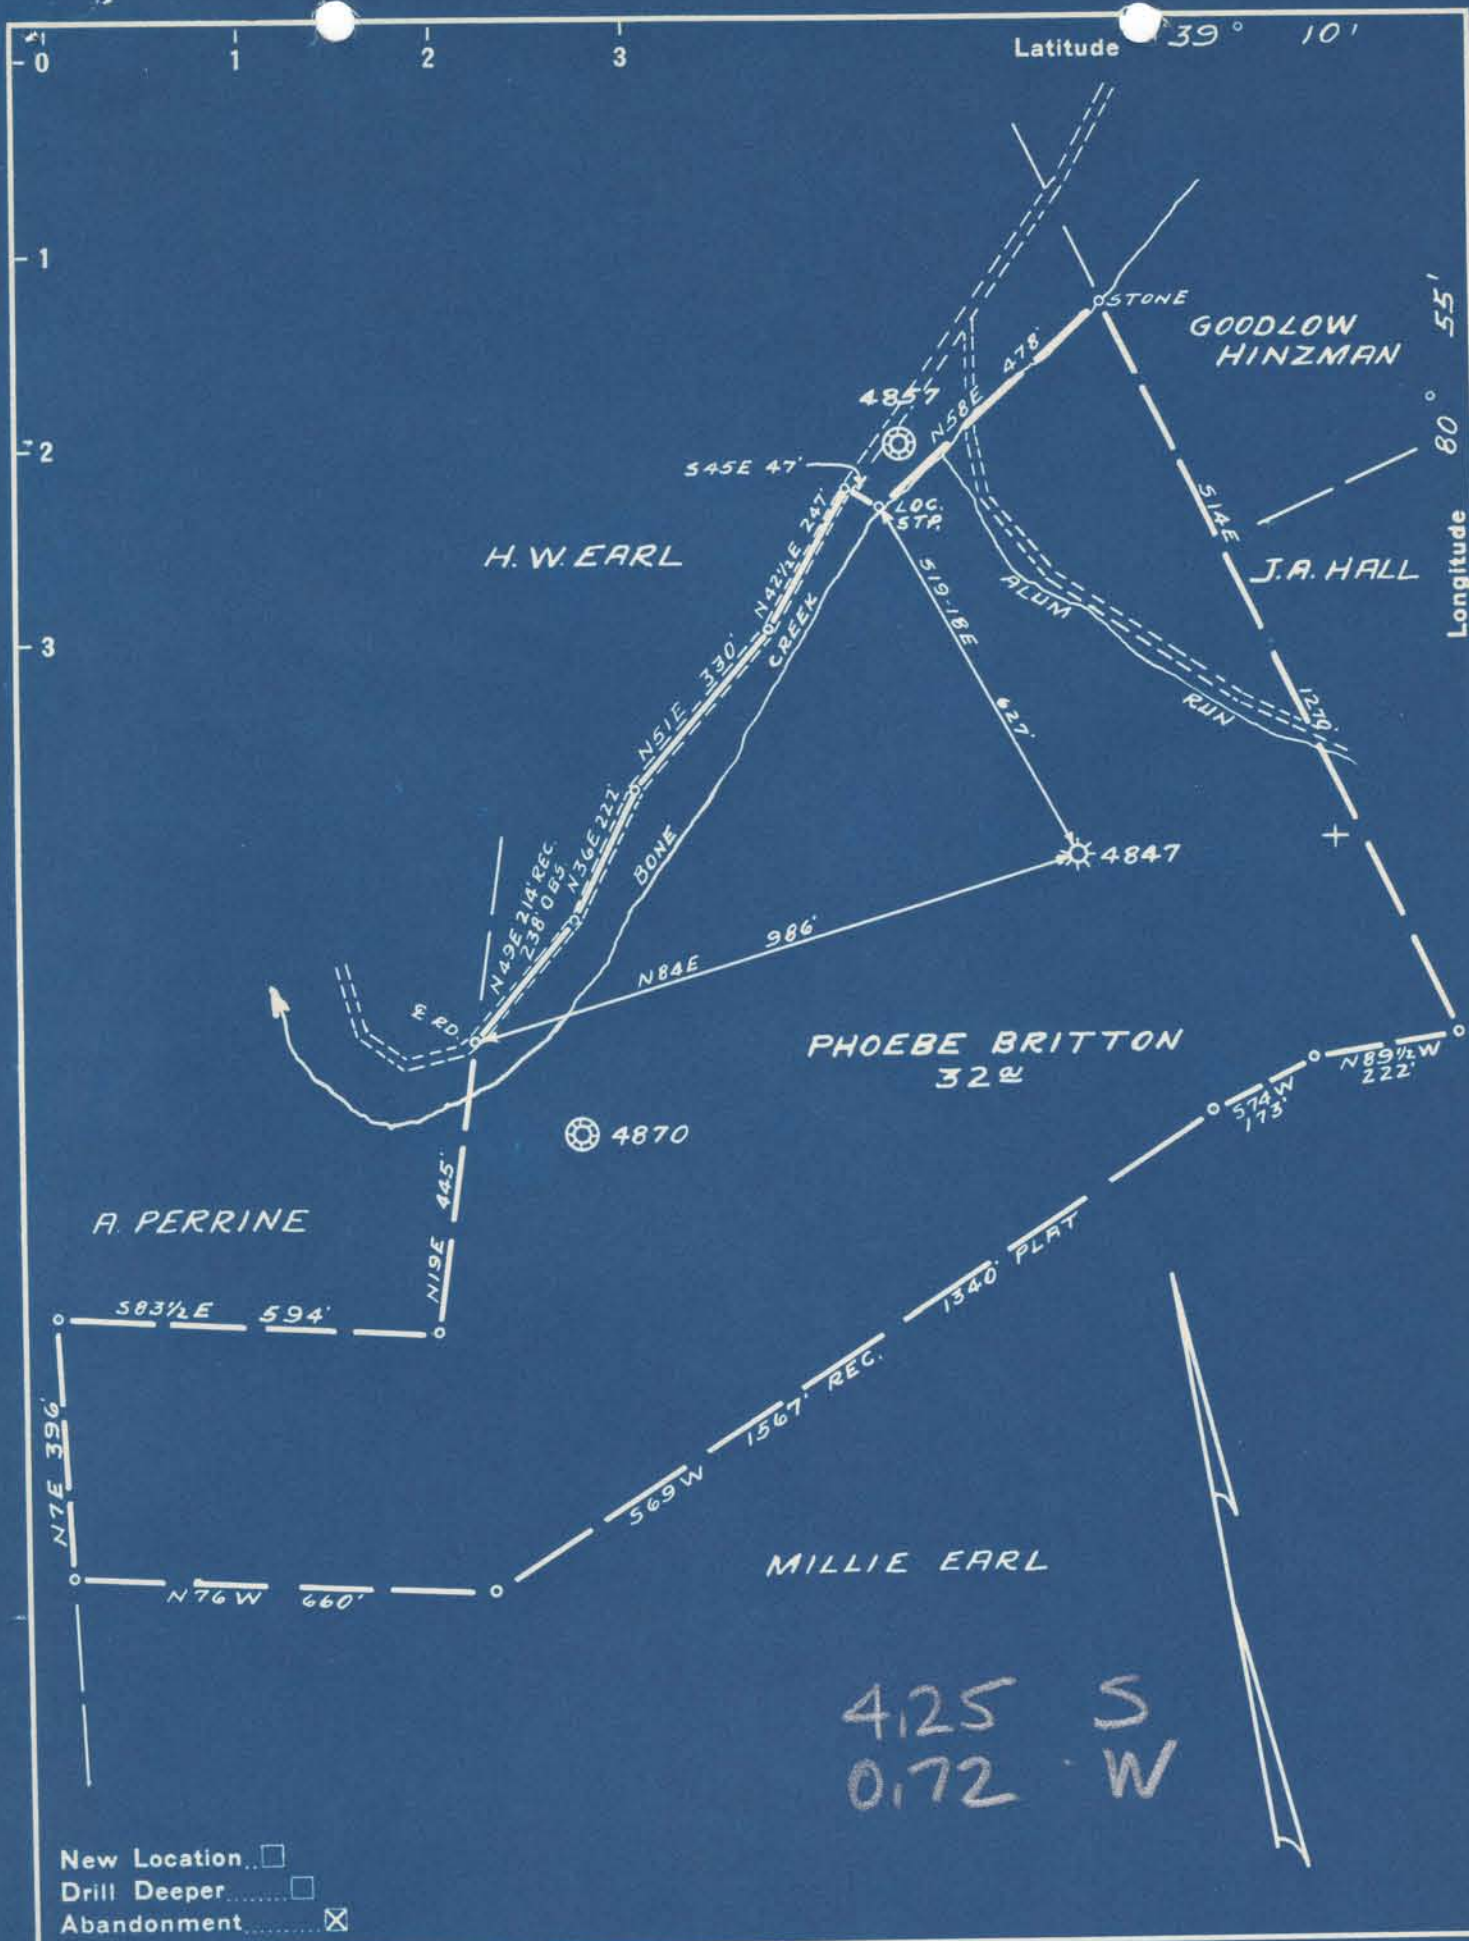 Latitude 39° 10'
0 1 2 3
1
2
3
Longitude 80° 55'
STONE
GOODLOW
HINZMAN
478'
N58E
4857
S45E 47'
LOC.
STP.
H.W. EARL
N42½E 247'
S14E
1279'
J.A. HALL
S19-18E
627'
ALUM
RUN
CREEK
BONE
N51E 330'
N36E 222'
N49E 214' REC.
238' OBS.
4847
986'
N84E
℄ RD.
PHOEBE BRITTON
32a
N89½W
222'
S74W
173'
4870
A. PERRINE
N19E 445'
S83½E 594'
N7E 396'
N76W 660'
S69W 1567' REC. 1340' PLAT
MILLIE EARL
4.25 S
0.72 W
New Location..
Drill Deeper.......
Abandonment.........☒